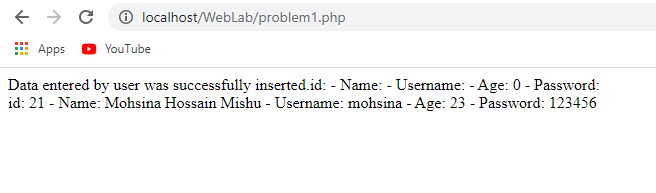 localhost/WebLab/problem1.php
Apps YouTube
Data entered by user was successfully inserted.id: - Name: - Username: - Age: 0 - Password:
id: 21 - Name: Mohsina Hossain Mishu - Username: mohsina - Age: 23 - Password: 123456